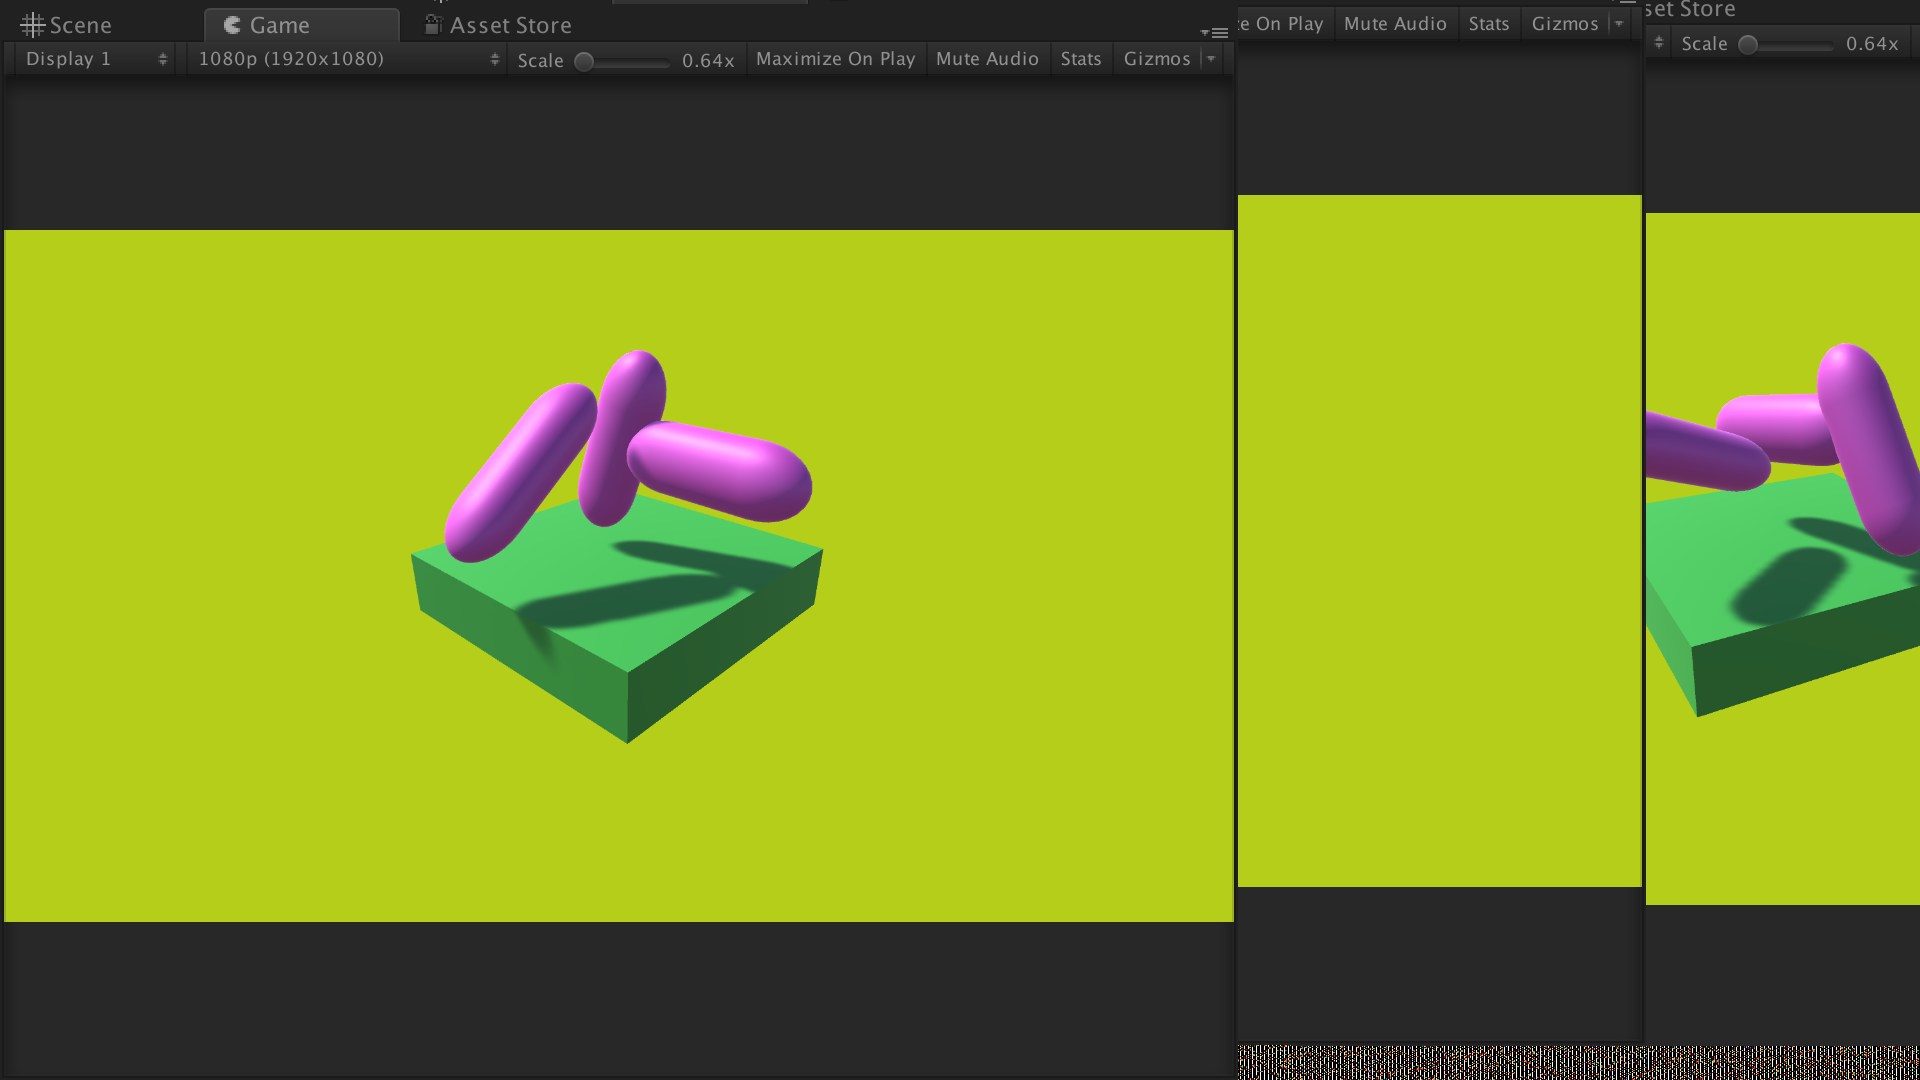 Scene
Game
Asset Store
Display 1
1080p (1920x1080)
Scale
0.64x
Maximize On Play
Mute Audio
Stats
Gizmos
On Play
Mute Audio
Stats
Gizmos
Store
Scale
0.64x